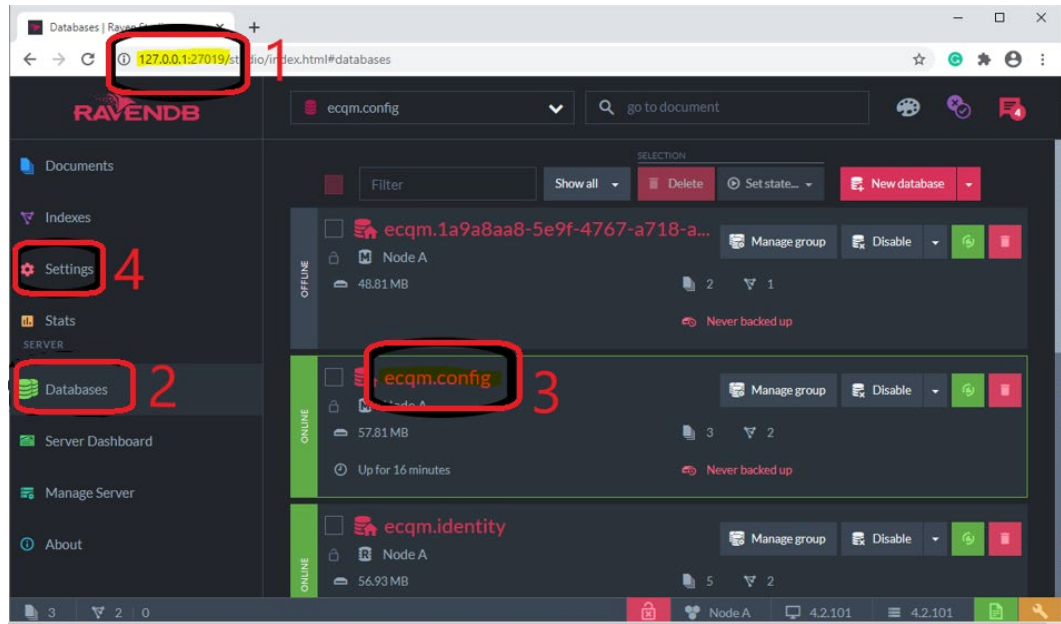 Databases | Raven
127.0.0.1:27019/studio/index.html#databases
1
RAVENDB
ecqm.config
go to document
4
Documents
SELECTION
Filter
Show all
Delete
Set state...
New database
Indexes
ecqm.1a9a8aa8-5e9f-4767-a718-a...
Manage group
Disable
Node A
Settings
4
OFFLINE
48.81 MB
2
1
Stats
Never backed up
SERVER
ecqm.config
3
Databases
2
Manage group
Disable
Node A
ONLINE
57.81 MB
3
2
Server Dashboard
Up for 16 minutes
Never backed up
Manage Server
ecqm.identity
Manage group
Disable
About
Node A
ONLINE
56.93 MB
5
2
3
2
0
Node A
4.2.101
4.2.101